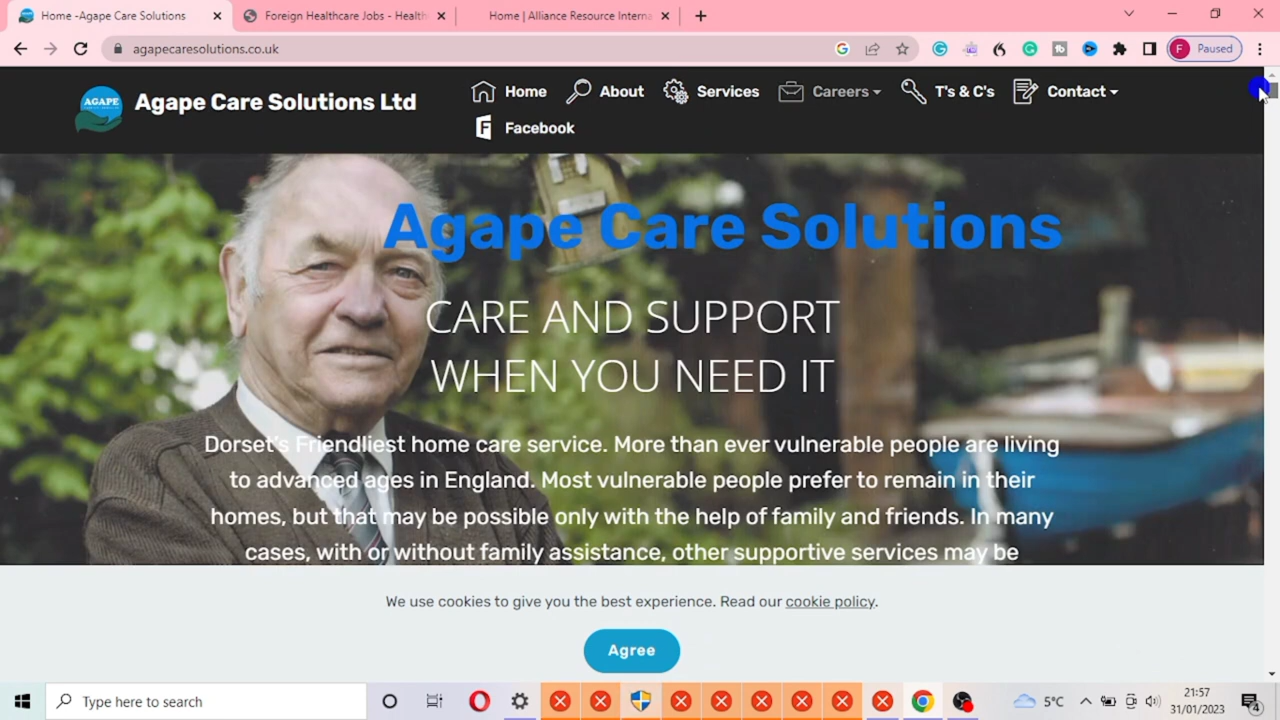 Home -Agape Care Solutions
Foreign Healthcare Jobs - Health
Home | Alliance Resource Interna
agapecaresolutions.co.uk
F Paused
AGAPE
Agape Care Solutions Ltd
Home
About
Services
Careers
T's & C's
Contact
Facebook
Agape Care Solutions
CARE AND SUPPORT
WHEN YOU NEED IT
Dorset's Friendliest home care service. More than ever vulnerable people are living
to advanced ages in England. Most vulnerable people prefer to remain in their
homes, but that may be possible only with the help of family and friends. In many
cases, with or without family assistance, other supportive services may be
We use cookies to give you the best experience. Read our cookie policy.
Agree
Type here to search
5°C
21:57
31/01/2023
4